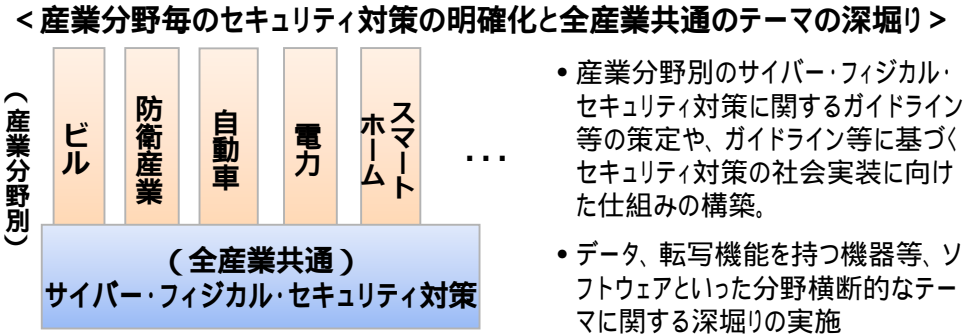 ＜産業分野毎のセキュリティ対策の明確化と全産業共通のテーマの深堀り＞
（産業分野別）
ビル
防衛産業
自動車
電力
スマート
ホーム
...
（全産業共通）
サイバー・フィジカル・セキュリティ対策
• 産業分野別のサイバー・フィジカル・
セキュリティ対策に関するガイドライン
等の策定や、ガイドライン等に基づく
セキュリティ対策の社会実装に向け
た仕組みの構築。
• データ、転写機能を持つ機器等、ソ
フトウェアといった分野横断的なテー
マに関する深堀りの実施